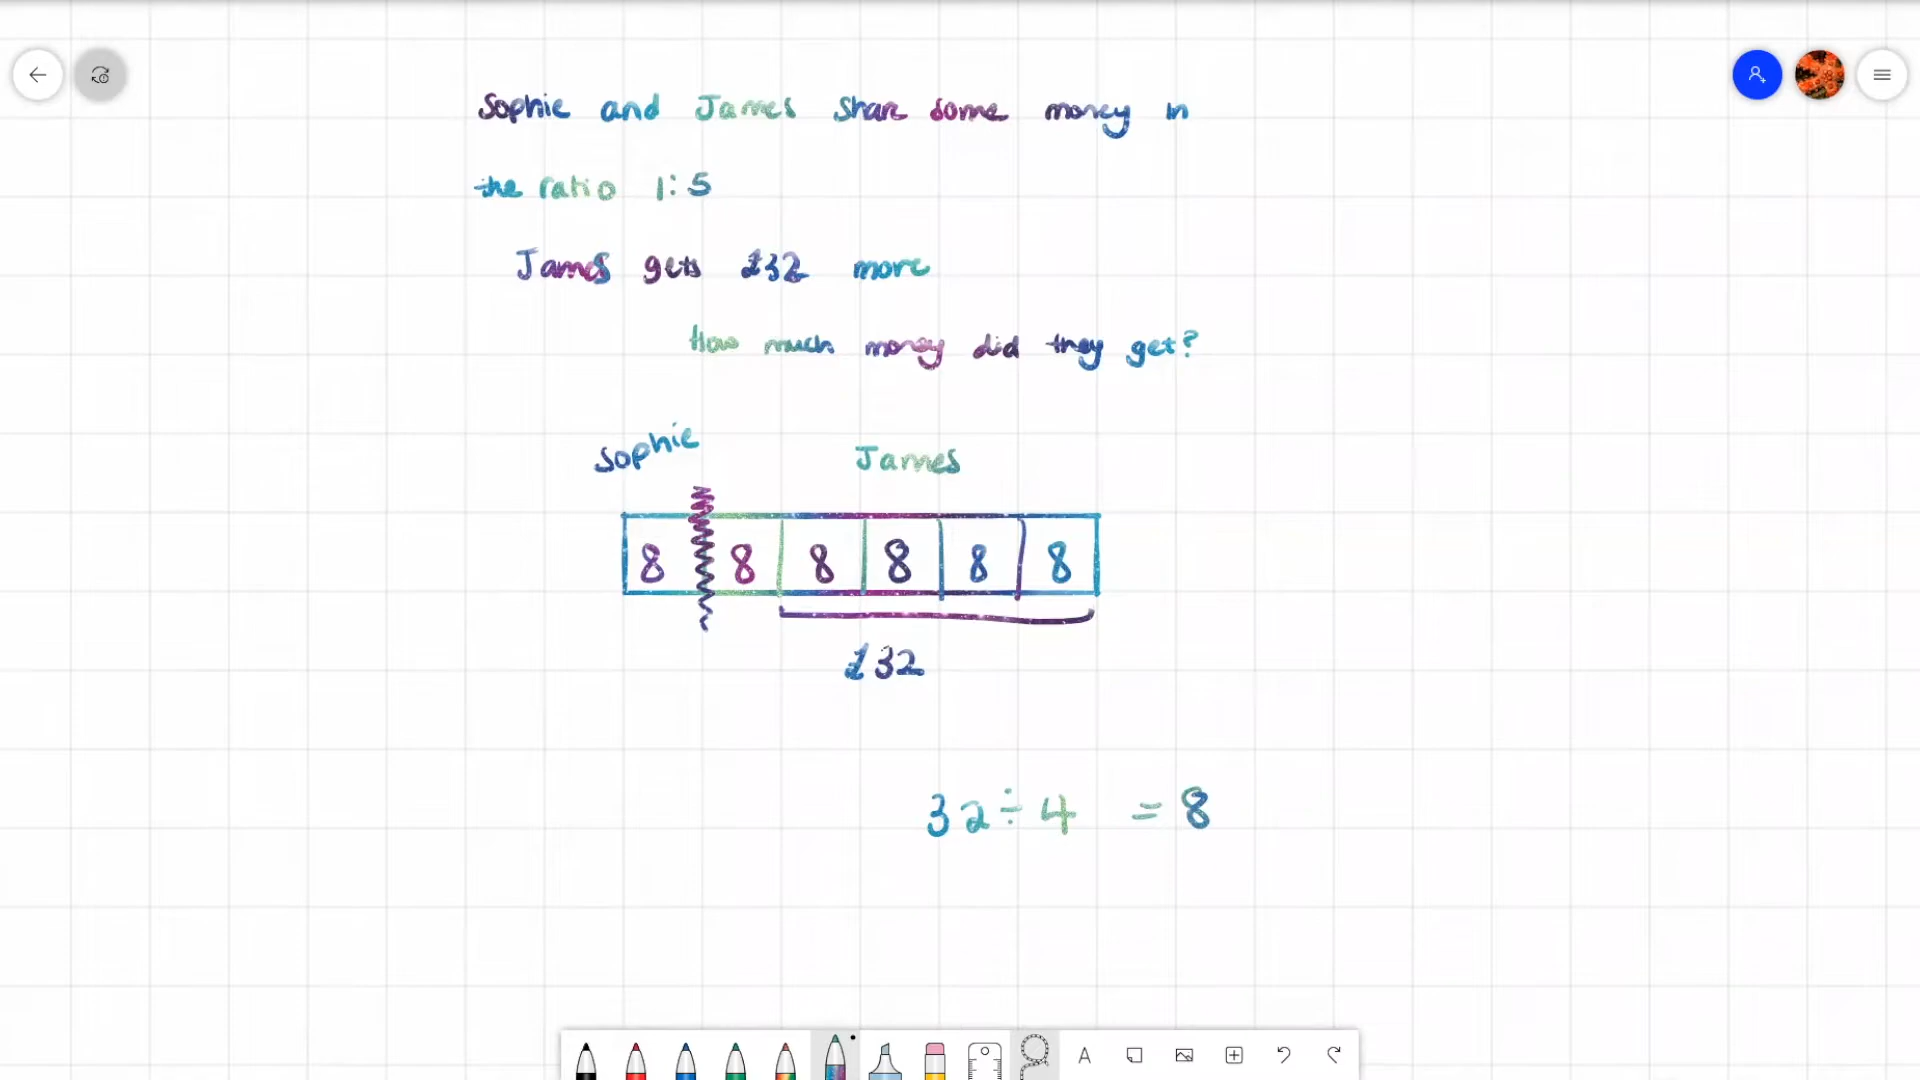 Sophie and James share some money in
the ratio 1:5
James gets £32 more
How much money did they get?
Sophie James
8 8 8 8 8 8
£32
32 ÷ 4 = 8
A